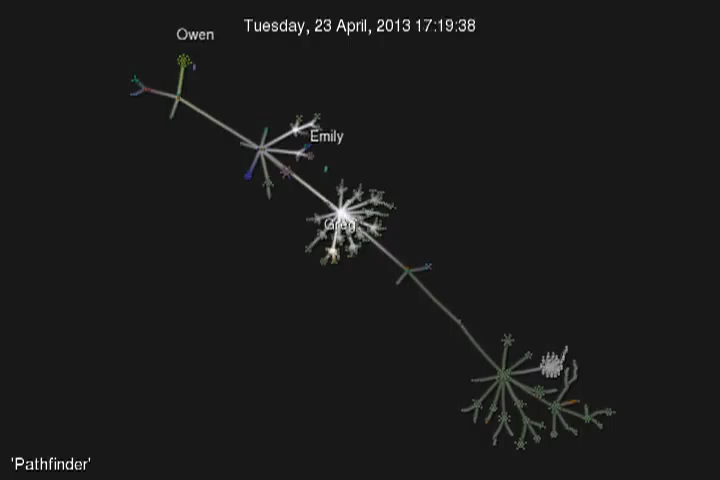 Tuesday, 23 April, 2013 17:19:38
Owen
Emily
Greg
'Pathfinder'